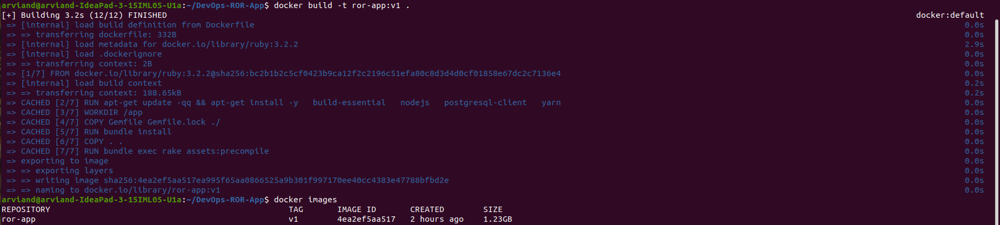 arviand@arviand-IdeaPad-3-15IML05-U1a:~/DevOps-ROR-App$ docker build -t ror-app:v1 .
[+] Building 3.2s (12/12) FINISHED docker:default
=> [internal] load build definition from Dockerfile 0.0s
=> => transferring dockerfile: 332B 0.0s
=> [internal] load metadata for docker.io/library/ruby:3.2.2 2.9s
=> [internal] load .dockerignore 0.0s
=> => transferring context: 2B 0.0s
=> [1/7] FROM docker.io/library/ruby:3.2.2@sha256:bc2b1b2c5cf0423b9ca12f2c2196c51efa80c8d3d4d0cf01858e67dc2c7136e4 0.0s
=> [internal] load build context 0.2s
=> => transferring context: 188.65kB 0.2s
=> CACHED [2/7] RUN apt-get update -qq && apt-get install -y   build-essential   nodejs   postgresql-client   yarn 0.0s
=> CACHED [3/7] WORKDIR /app 0.0s
=> CACHED [4/7] COPY Gemfile Gemfile.lock ./ 0.0s
=> CACHED [5/7] RUN bundle install 0.0s
=> CACHED [6/7] COPY . . 0.0s
=> CACHED [7/7] RUN bundle exec rake assets:precompile 0.0s
=> exporting to image 0.0s
=> => exporting layers 0.0s
=> => writing image sha256:4ea2ef5aa517ea995f65aa0866525a9b301f997170ee40cc4383e47788bfbd2e 0.0s
=> => naming to docker.io/library/ror-app:v1 0.0s
arviand@arviand-IdeaPad-3-15IML05-U1a:~/DevOps-ROR-App$ docker images
REPOSITORY TAG IMAGE ID CREATED SIZE
ror-app v1 4ea2ef5aa517 2 hours ago 1.23GB